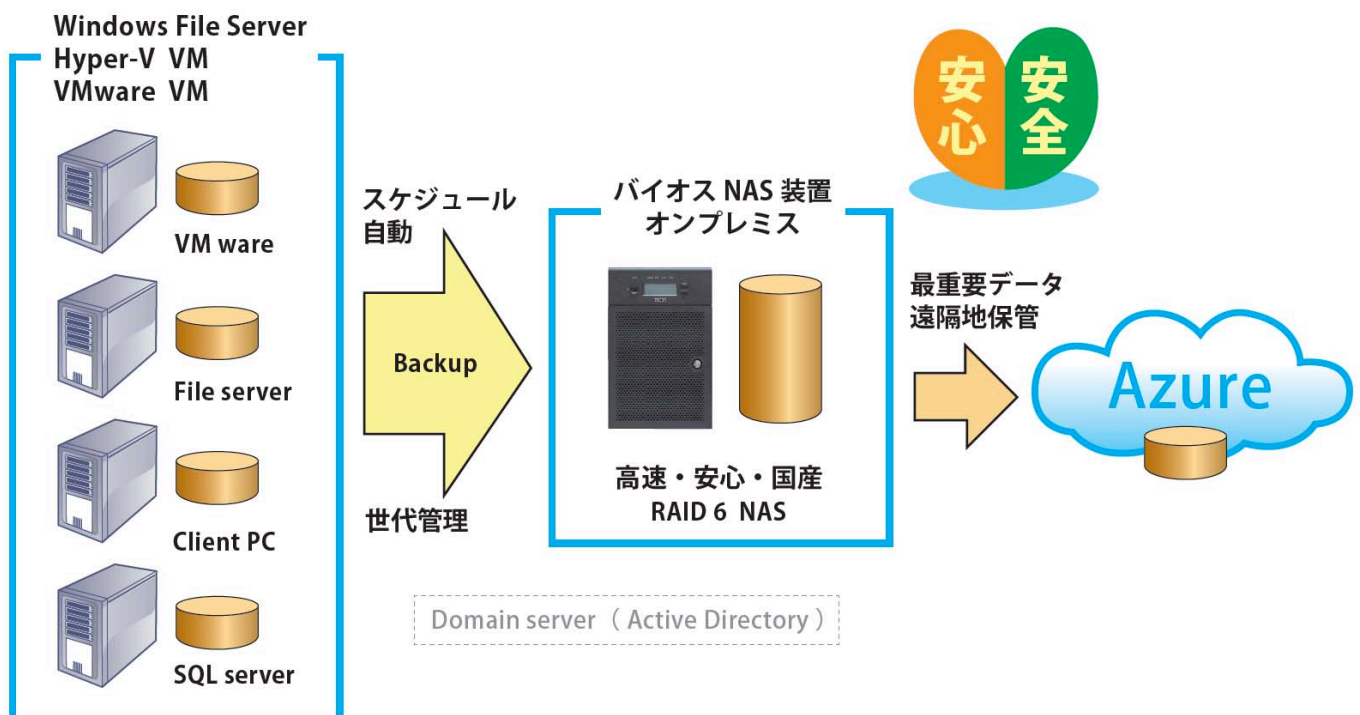 Windows File Server
Hyper-V VM
VMware VM
VM ware
File server
Client PC
SQL server
スケジュール
自動
Backup
世代管理
バイオス NAS 装置
オンプレミス
高速・安心・国産
RAID 6 NAS
Domain server（ Active Directory ）
安心
安全
最重要データ
遠隔地保管
Azure